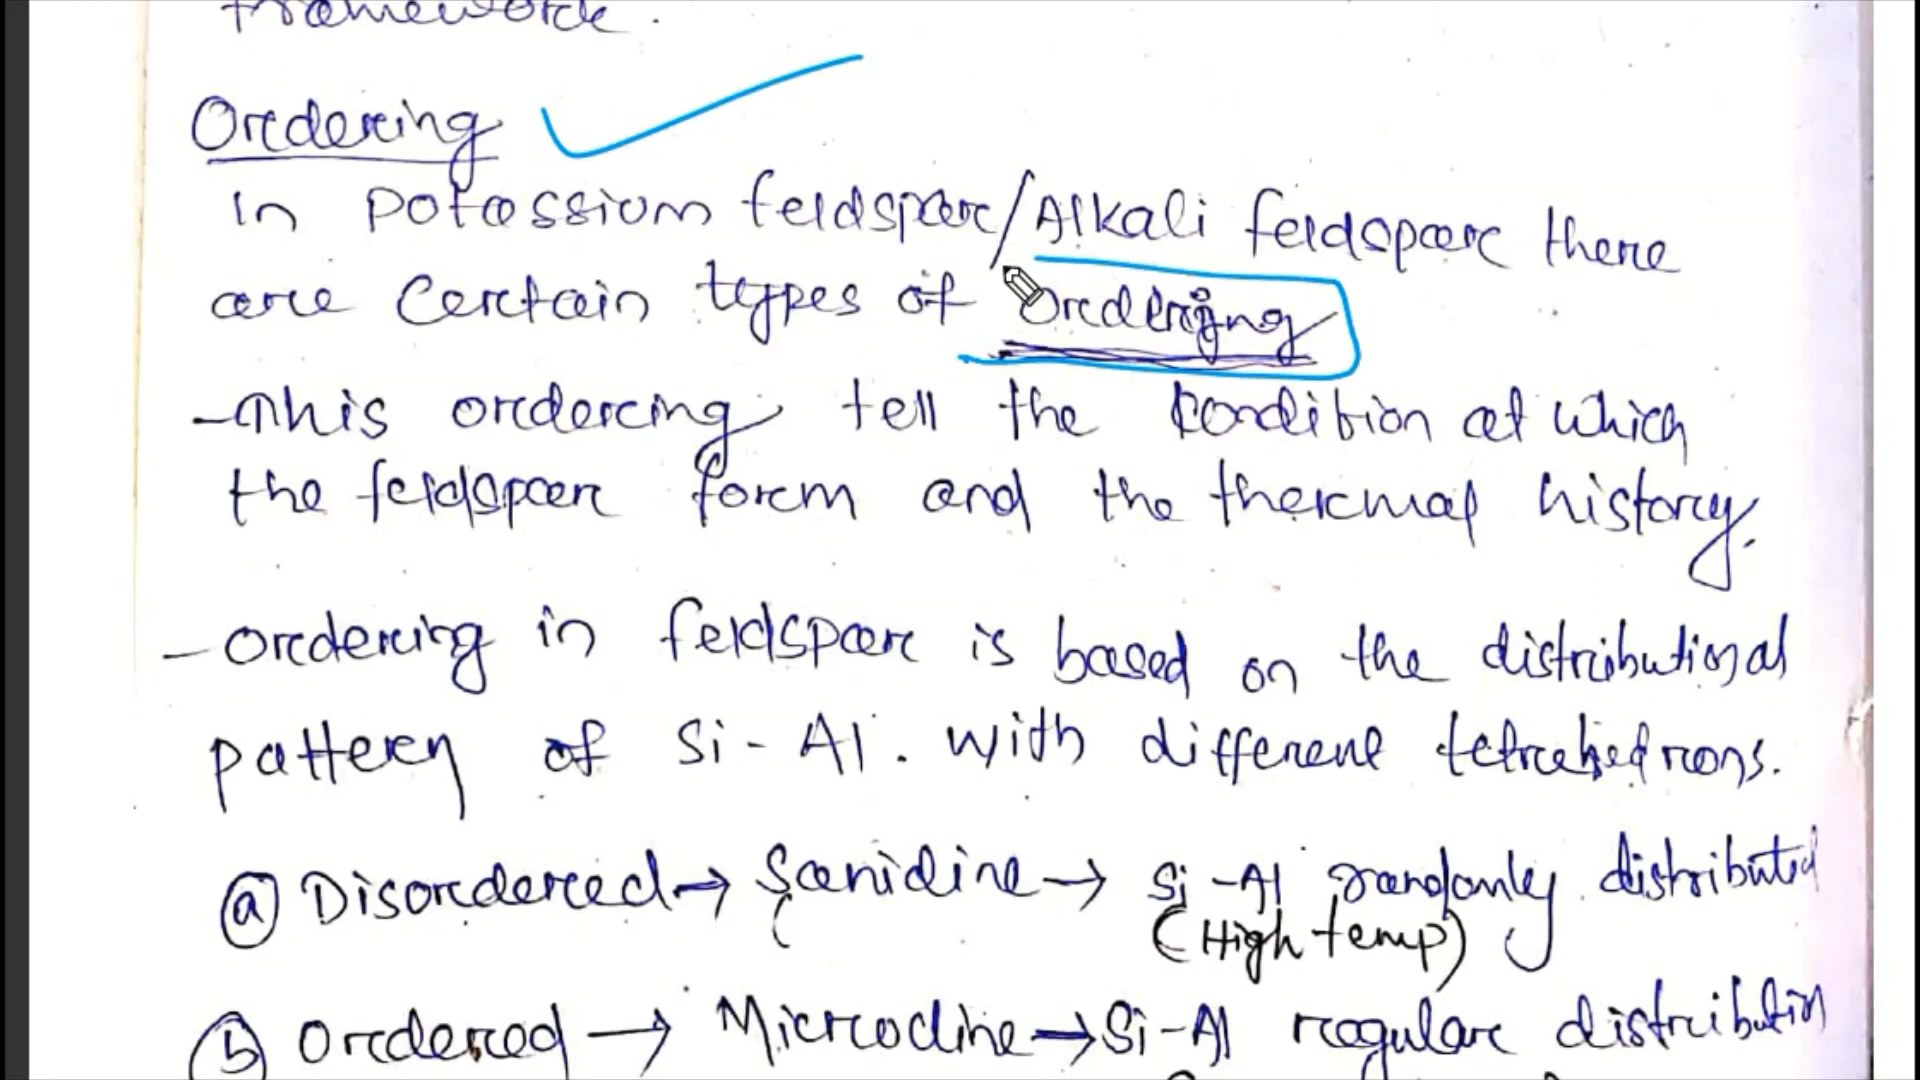 framework.
Ordering
In Potassium feldspar/Alkali feldspar there
are Certain types of Ordering
- This ordering tell the Condition at which
the feldspar form and the thermal history.
- Ordering in feldspar is based on the distributional
pattern of Si-Al. with different tetrahedrons.
(a) Disordered → Sanidine → Si-Al randomly distributed
(High temp)
(b) Ordered → Microcline → Si-Al regular distribution